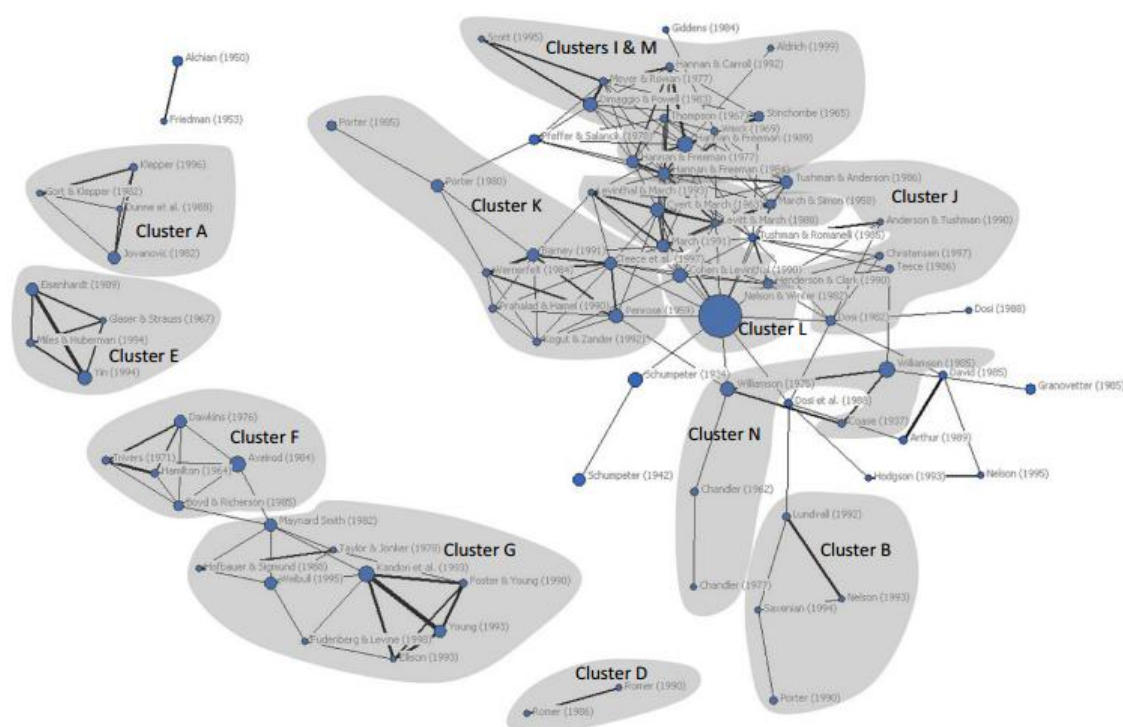 Giddens (1984)
Scott (1995)
Clusters I & M
Aldrich (1999)
Alchian (1950)
Hannan & Carroll (1992)
Meyer & Rowan (1977)
Dimaggio & Powell (1983)
Thompson (1967)
Stinchombe (1965)
Friedman (1953)
Porter (1985)
Weick (1969)
Pfeffer & Salancik (1978)
Hannan & Freeman (1989)
Hannan & Freeman (1977)
Klepper (1996)
Hannan & Freeman (1984)
Tushman & Anderson (1986)
Porter (1980)
Gort & Klepper (1982)
Levinthal & March (1993)
Cluster J
Cluster K
Dunne et al. (1988)
Cyert & March (1963)
March & Simon (1958)
Levitt & March (1988)
Anderson & Tushman (1990)
Cluster A
Tushman & Romanelli (1985)
March (1991)
Jovanovic (1982)
Barney (1991)
Christensen (1997)
Teece et al. (1997)
Teece (1986)
Wernerfelt (1984)
Cohen & Levinthal (1990)
Henderson & Clark (1990)
Eisenhardt (1989)
Nelson & Winter (1982)
Prahalad & Hamel (1990)
Penrose (1959)
Dosi (1988)
Glaser & Strauss (1967)
Dosi (1982)
Cluster L
Miles & Huberman (1994)
Kogut & Zander (1992)
Cluster E
Williamson (1985)
Yin (1994)
Schumpeter (1934)
David (1985)
Williamson (1975)
Granovetter (1985)
Dosi et al. (1988)
Dawkins (1976)
Coase (1937)
Cluster F
Arthur (1989)
Cluster N
Trivers (1971)
Axelrod (1984)
Hamilton (1964)
Schumpeter (1942)
Hodgson (1993)
Nelson (1995)
Chandler (1962)
Boyd & Richerson (1985)
Lundvall (1992)
Maynard Smith (1982)
Taylor & Jonker (1978)
Cluster G
Cluster B
Hofbauer & Sigmund (1988)
Kandori et al. (1993)
Weibull (1995)
Foster & Young (1990)
Chandler (1977)
Nelson (1993)
Saxenian (1994)
Young (1993)
Fudenberg & Levine (1998)
Ellison (1993)
Cluster D
Romer (1990)
Porter (1990)
Romer (1986)